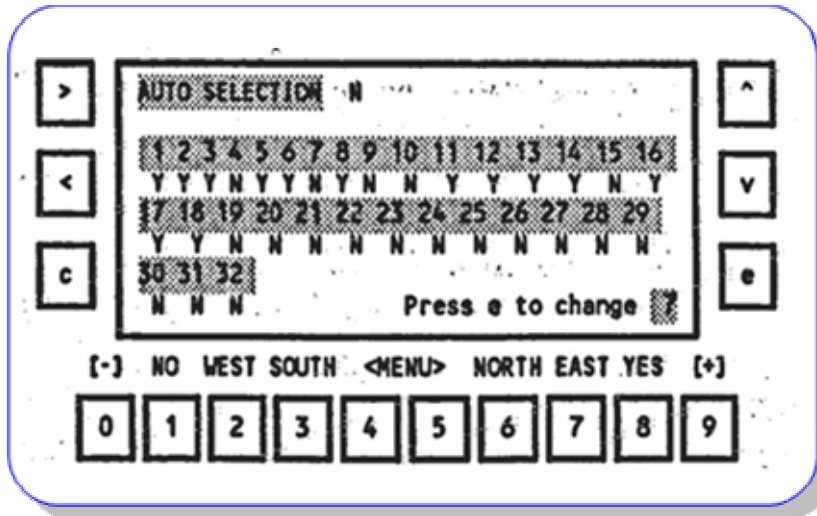 > AUTO SELECTION N ^
1 2 3 4 5 6 7 8 9 10 11 12 13 14 15 16
< Y Y Y N Y Y N Y N N Y Y Y Y N Y v
17 18 19 20 21 22 23 24 25 26 27 28 29
Y Y N N N N N N N N N N N
c 30 31 32 e
N N N Press e to change ?
[-] NO WEST SOUTH <MENU> NORTH EAST YES [+]
0 1 2 3 4 5 6 7 8 9